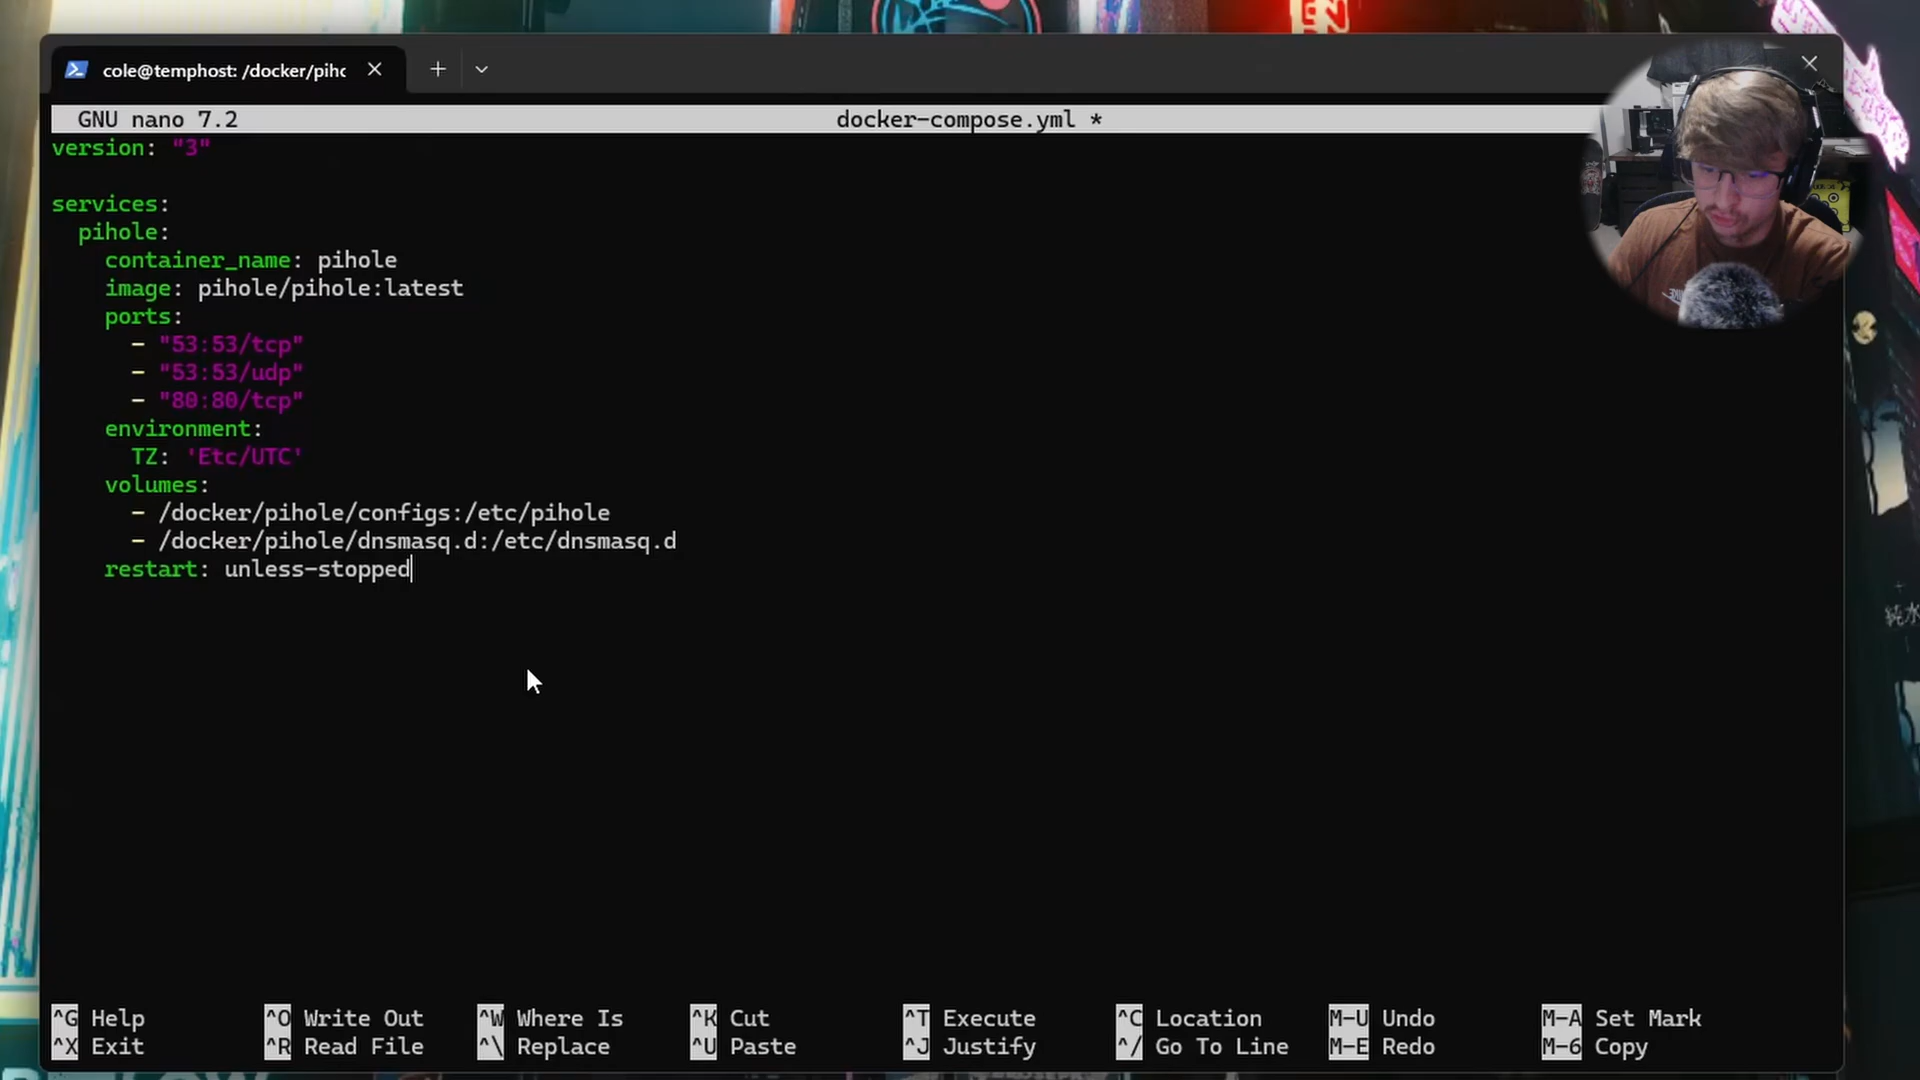 cole@temphost: /docker/pihc
GNU nano 7.2
docker-compose.yml *
version: "3"
services:
  pihole:
    container_name: pihole
    image: pihole/pihole:latest
    ports:
      - "53:53/tcp"
      - "53:53/udp"
      - "80:80/tcp"
    environment:
      TZ: 'Etc/UTC'
    volumes:
      - /docker/pihole/configs:/etc/pihole
      - /docker/pihole/dnsmasq.d:/etc/dnsmasq.d
    restart: unless-stopped
^G Help ^O Write Out ^W Where Is ^K Cut ^T Execute ^C Location M-U Undo M-A Set Mark
^X Exit ^R Read File ^\ Replace ^U Paste ^J Justify ^/ Go To Line M-E Redo M-6 Copy